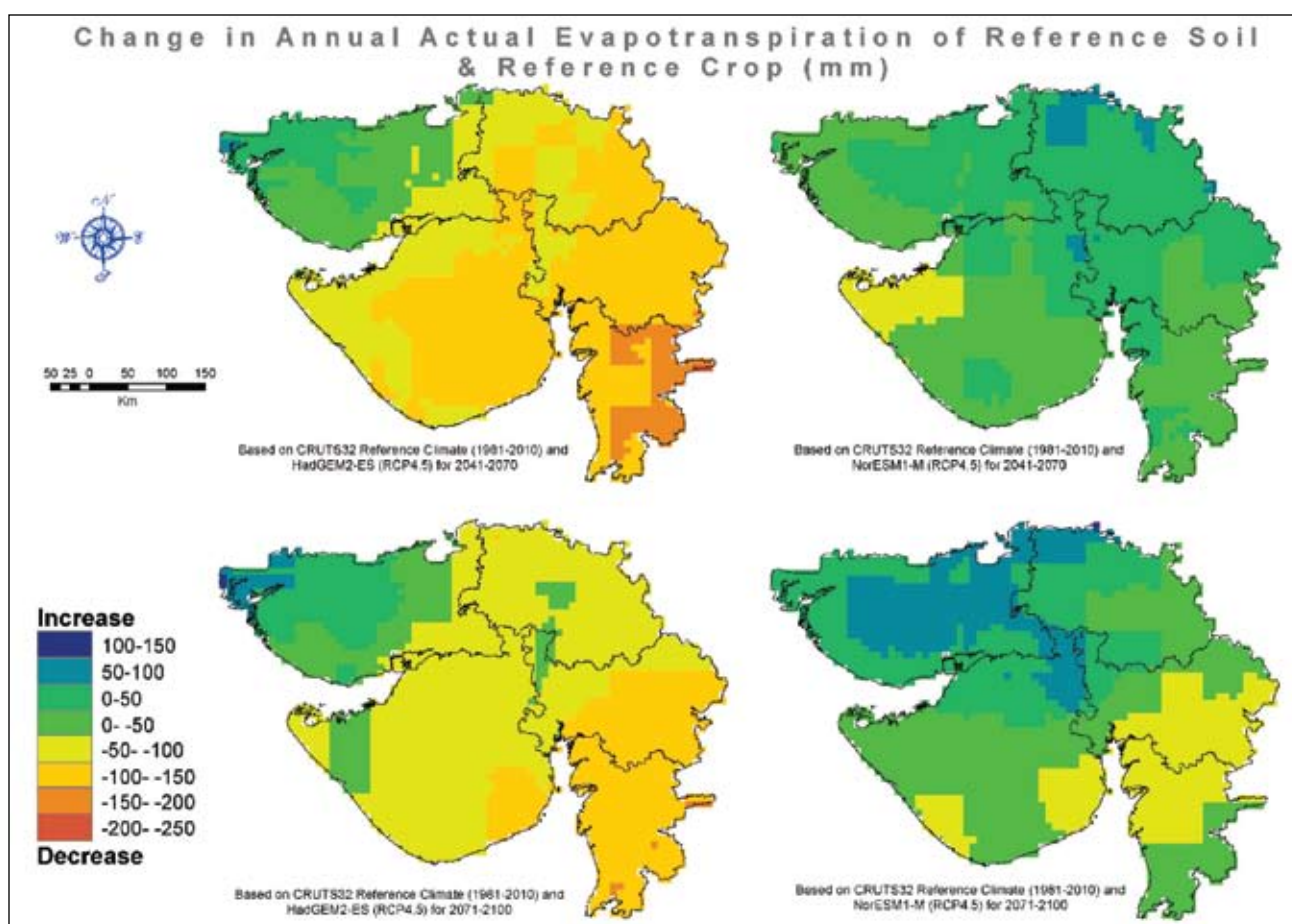 Change in Annual Actual Evapotranspiration of Reference Soil
& Reference Crop (mm)
N
W
E
S
50 25 0 50 100 150
Km
Based on CRUTS32 Reference Climate (1981-2010) and
HadGEM2-ES (RCP4.5) for 2041-2070
Based on CRUTS32 Reference Climate (1981-2010) and
NorESM1-M (RCP4.5) for 2041-2070
Increase
100-150
50-100
0-50
0- -50
-50- -100
-100- -150
-150- -200
-200- -250
Decrease
Based on CRUTS32 Reference Climate (1981-2010) and
HadGEM2-ES (RCP4.5) for 2071-2100
Based on CRUTS32 Reference Climate (1981-2010) and
NorESM1-M (RCP4.5) for 2071-2100